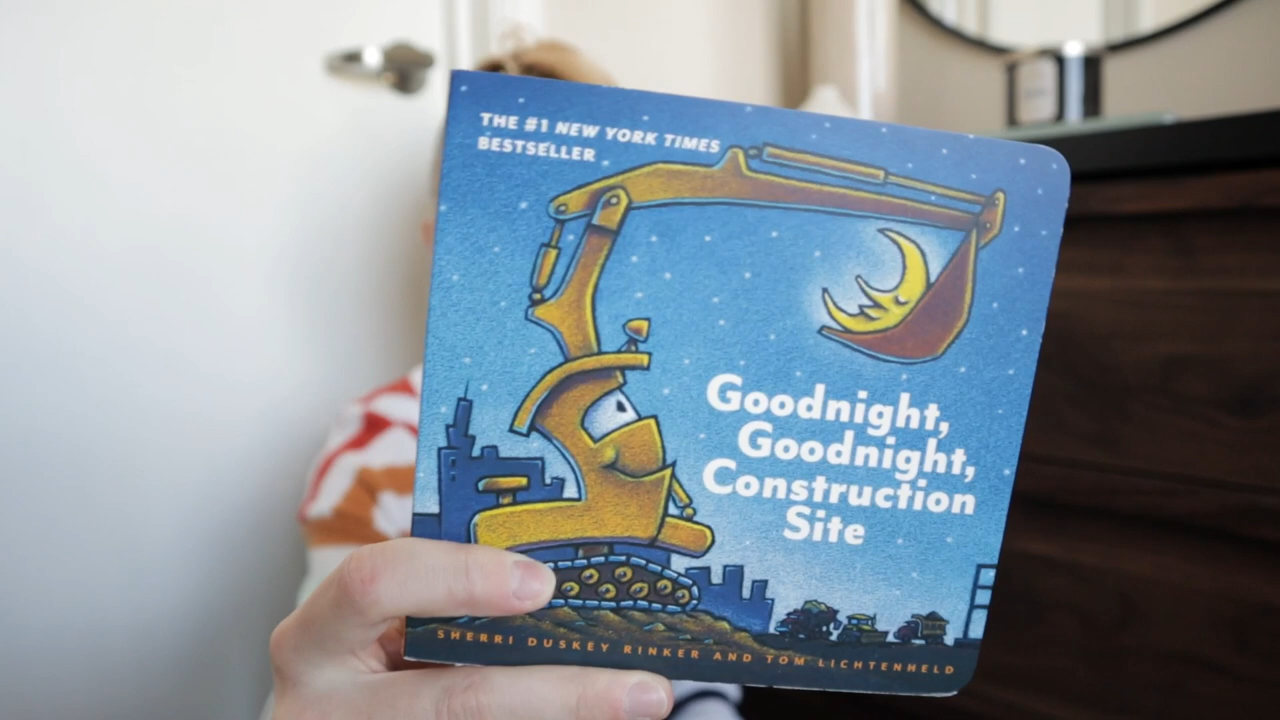 THE #1 NEW YORK TIMES
BESTSELLER
Goodnight,
Goodnight,
Construction
Site
SHERRI DUSKEY RINKER AND TOM LICHTENHELD